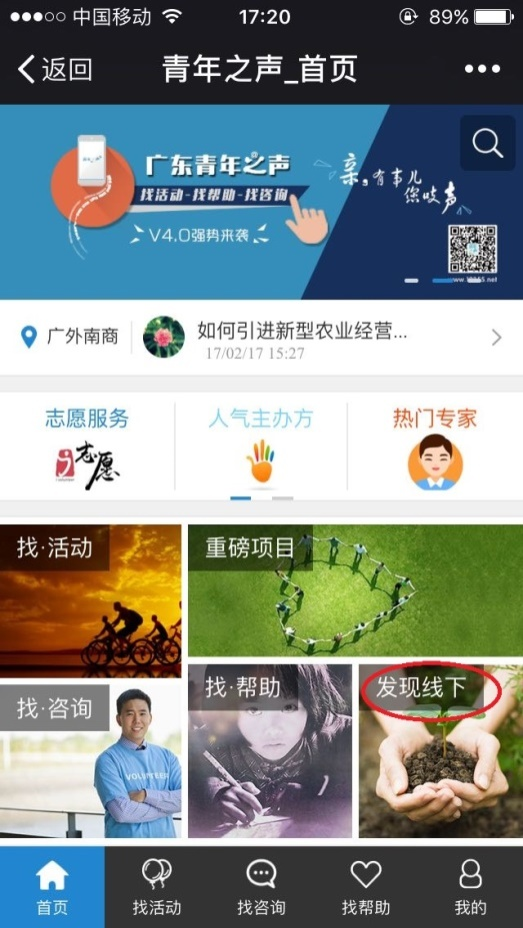 中国移动
17:20
89%
返回
青年之声_首页
广东青年之声
找活动-找帮助-找咨询
V4.0强势来袭
亲,有事儿
您吱声
广外南商
如何引进新型农业经营...
17/02/17 15:27
志愿服务
人气主办方
热门专家
志愿
找·活动
重磅项目
找·咨询
VOLUNTEER
找·帮助
发现线下
首页
找活动
找咨询
找帮助
我的